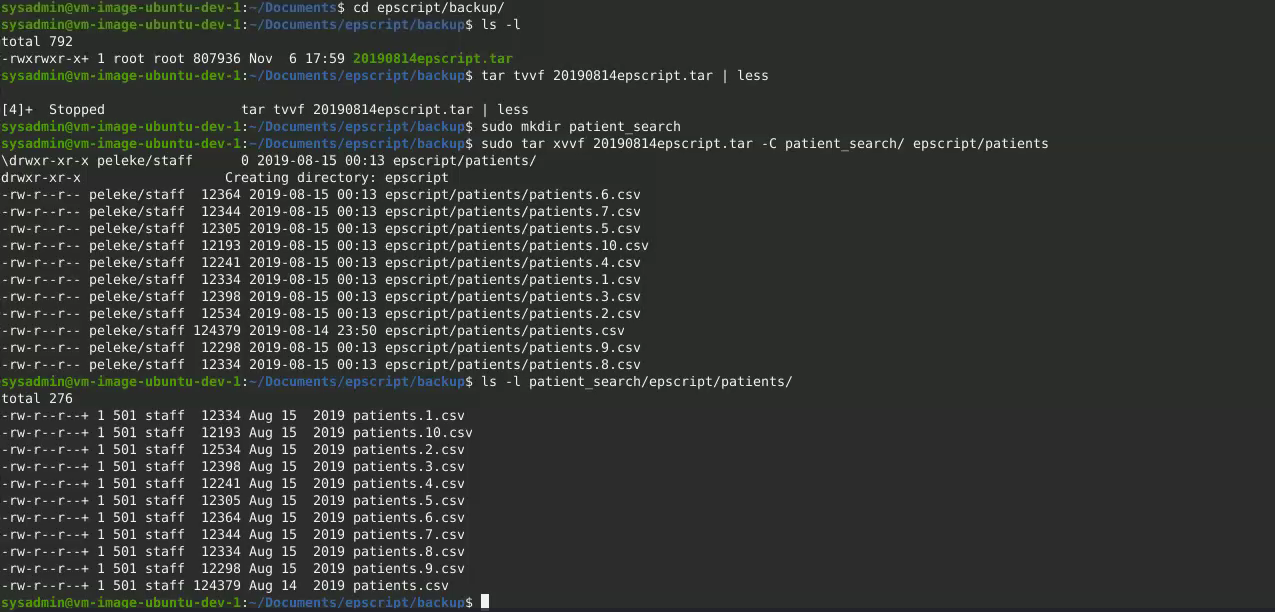 sysadmin@vm-image-ubuntu-dev-1:~/Documents$ cd epscript/backup/
sysadmin@vm-image-ubuntu-dev-1:~/Documents/epscript/backup$ ls -l
total 792
-rwxrwxr-x+ 1 root root 807936 Nov  6 17:59 20190814epscript.tar
sysadmin@vm-image-ubuntu-dev-1:~/Documents/epscript/backup$ tar tvvf 20190814epscript.tar | less
[4]+  Stopped                 tar tvvf 20190814epscript.tar | less
sysadmin@vm-image-ubuntu-dev-1:~/Documents/epscript/backup$ sudo mkdir patient_search
sysadmin@vm-image-ubuntu-dev-1:~/Documents/epscript/backup$ sudo tar xvvf 20190814epscript.tar -C patient_search/ epscript/patients
\drwxr-xr-x peleke/staff      0 2019-08-15 00:13 epscript/patients/
drwxr-xr-x                  Creating directory: epscript
-rw-r--r-- peleke/staff  12364 2019-08-15 00:13 epscript/patients/patients.6.csv
-rw-r--r-- peleke/staff  12344 2019-08-15 00:13 epscript/patients/patients.7.csv
-rw-r--r-- peleke/staff  12305 2019-08-15 00:13 epscript/patients/patients.5.csv
-rw-r--r-- peleke/staff  12193 2019-08-15 00:13 epscript/patients/patients.10.csv
-rw-r--r-- peleke/staff  12241 2019-08-15 00:13 epscript/patients/patients.4.csv
-rw-r--r-- peleke/staff  12334 2019-08-15 00:13 epscript/patients/patients.1.csv
-rw-r--r-- peleke/staff  12398 2019-08-15 00:13 epscript/patients/patients.3.csv
-rw-r--r-- peleke/staff  12534 2019-08-15 00:13 epscript/patients/patients.2.csv
-rw-r--r-- peleke/staff 124379 2019-08-14 23:50 epscript/patients/patients.csv
-rw-r--r-- peleke/staff  12298 2019-08-15 00:13 epscript/patients/patients.9.csv
-rw-r--r-- peleke/staff  12334 2019-08-15 00:13 epscript/patients/patients.8.csv
sysadmin@vm-image-ubuntu-dev-1:~/Documents/epscript/backup$ ls -l patient_search/epscript/patients/
total 276
-rw-r--r--+ 1 501 staff  12334 Aug 15  2019 patients.1.csv
-rw-r--r--+ 1 501 staff  12193 Aug 15  2019 patients.10.csv
-rw-r--r--+ 1 501 staff  12534 Aug 15  2019 patients.2.csv
-rw-r--r--+ 1 501 staff  12398 Aug 15  2019 patients.3.csv
-rw-r--r--+ 1 501 staff  12241 Aug 15  2019 patients.4.csv
-rw-r--r--+ 1 501 staff  12305 Aug 15  2019 patients.5.csv
-rw-r--r--+ 1 501 staff  12364 Aug 15  2019 patients.6.csv
-rw-r--r--+ 1 501 staff  12344 Aug 15  2019 patients.7.csv
-rw-r--r--+ 1 501 staff  12334 Aug 15  2019 patients.8.csv
-rw-r--r--+ 1 501 staff  12298 Aug 15  2019 patients.9.csv
-rw-r--r--+ 1 501 staff 124379 Aug 14  2019 patients.csv
sysadmin@vm-image-ubuntu-dev-1:~/Documents/epscript/backup$